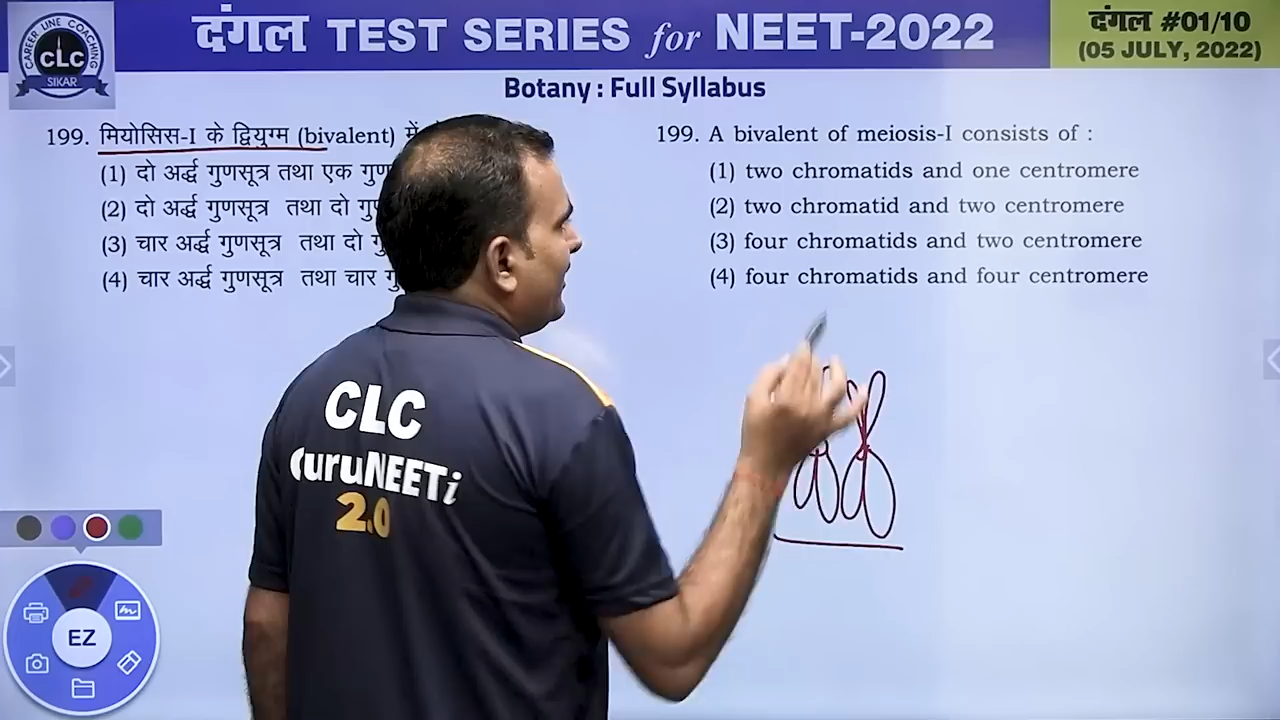 CAREER LINE COACHING
CLC
SIKAR
दंगल TEST SERIES for NEET-2022
दंगल #01/10
(05 JULY, 2022)
Botany : Full Syllabus
199. मियोसिस-I के द्वियुग्म (bivalent) में
(1) दो अर्द्ध गुणसूत्र तथा एक
(2) दो अर्द्ध गुणसूत्र तथा दो
(3) चार अर्द्ध गुणसूत्र तथा दो
(4) चार अर्द्ध गुणसूत्र तथा चार
199. A bivalent of meiosis-I consists of :
(1) two chromatids and one centromere
(2) two chromatid and two centromere
(3) four chromatids and two centromere
(4) four chromatids and four centromere
CLC
GuruNEETi
2.0
EZ